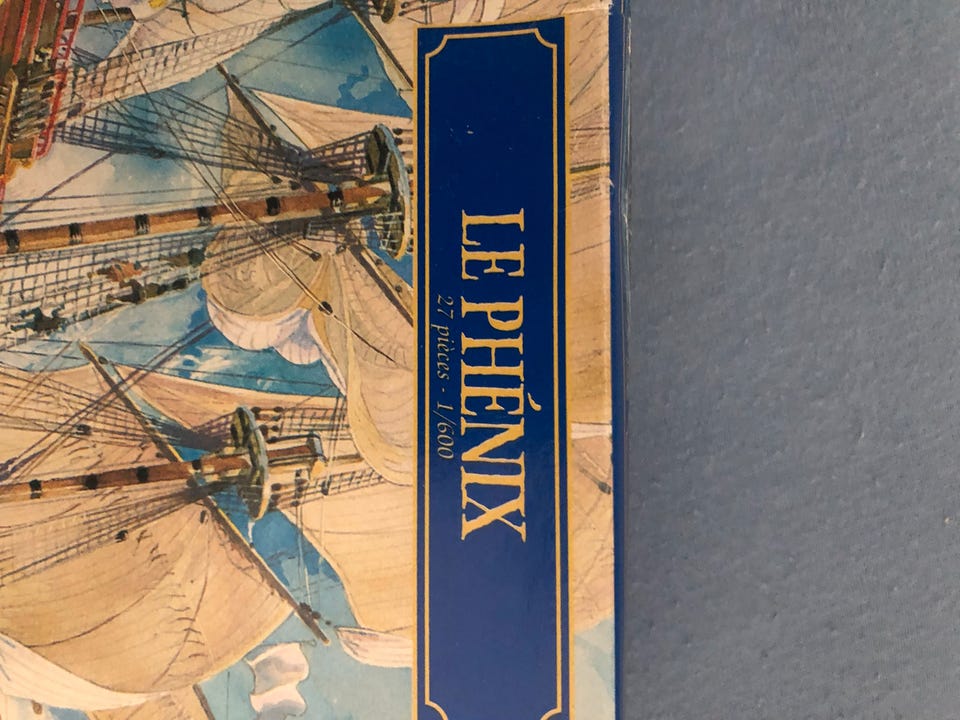 LE PHÉNIX
27 pièces - 1/600